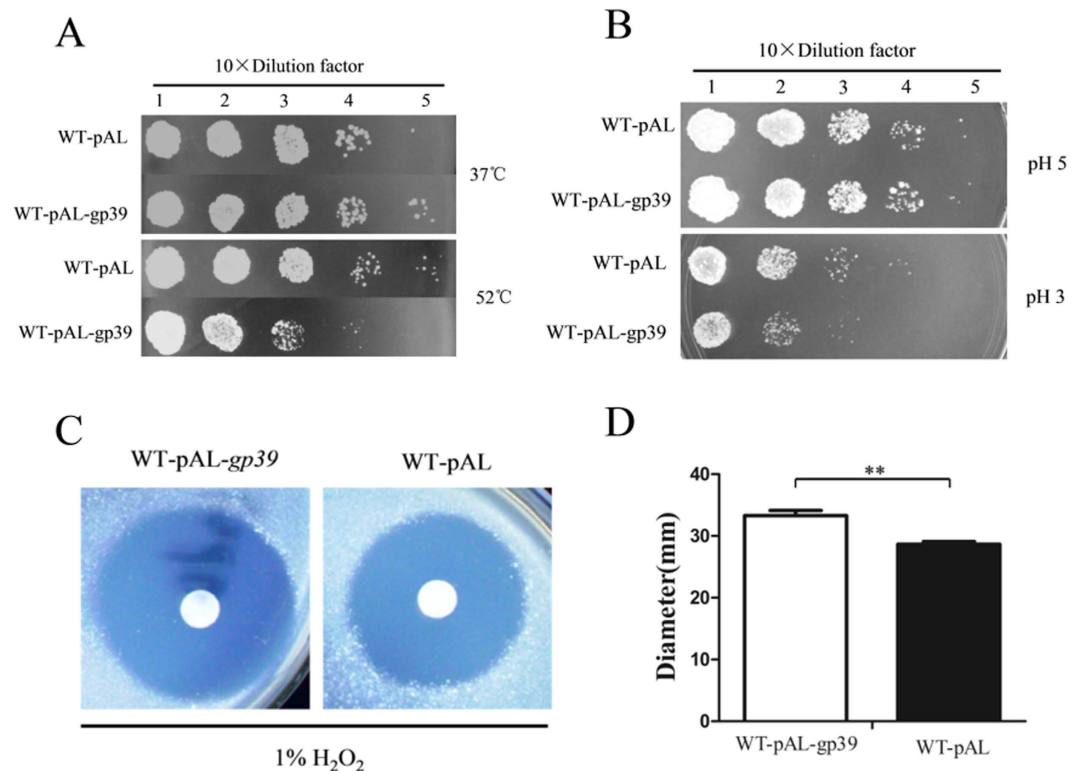 A
10×Dilution factor
1 2 3 4 5
WT-pAL
37℃
WT-pAL-gp39
WT-pAL
52℃
WT-pAL-gp39
B
10×Dilution factor
1 2 3 4 5
WT-pAL
pH 5
WT-pAL-gp39
WT-pAL
pH 3
WT-pAL-gp39
C
WT-pAL-gp39 WT-pAL
1% H₂O₂
D
**
40
30
20
10
0
Diameter(mm)
WT-pAL-gp39 WT-pAL